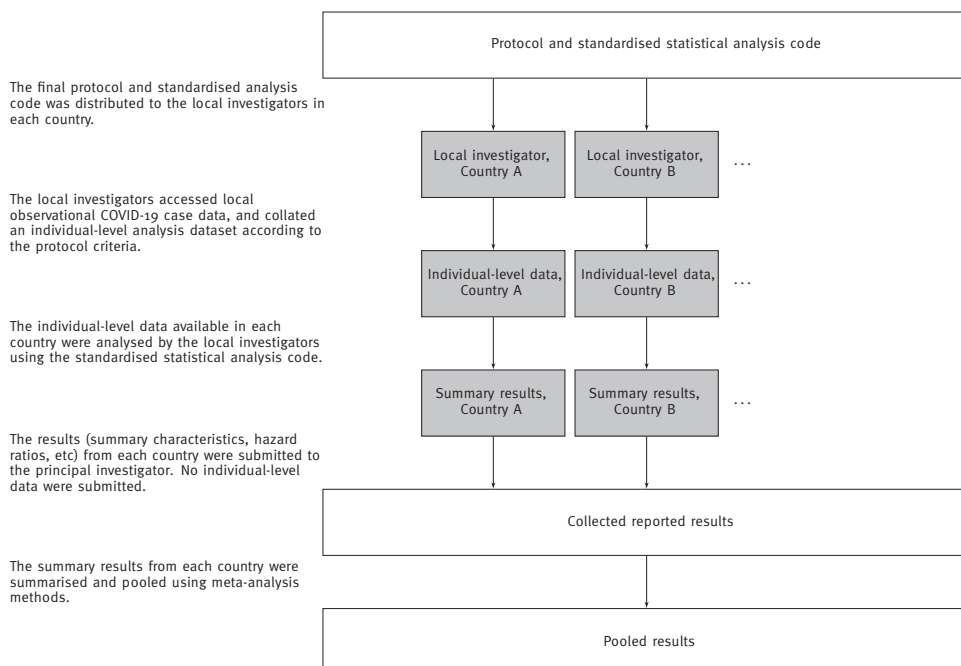 Protocol and standardised statistical analysis code
The final protocol and standardised analysis
code was distributed to the local investigators in
each country.
Local investigator,
Country A
Local investigator,
Country B
...
The local investigators accessed local
observational COVID-19 case data, and collated
an individual-level analysis dataset according to
the protocol criteria.
Individual-level data,
Country A
Individual-level data,
Country B
...
The individual-level data available in each
country were analysed by the local investigators
using the standardised statistical analysis code.
Summary results,
Country A
Summary results,
Country B
...
The results (summary characteristics, hazard
ratios, etc) from each country were submitted to
the principal investigator. No individual-level
data were submitted.
Collected reported results
The summary results from each country were
summarised and pooled using meta-analysis
methods.
Pooled results